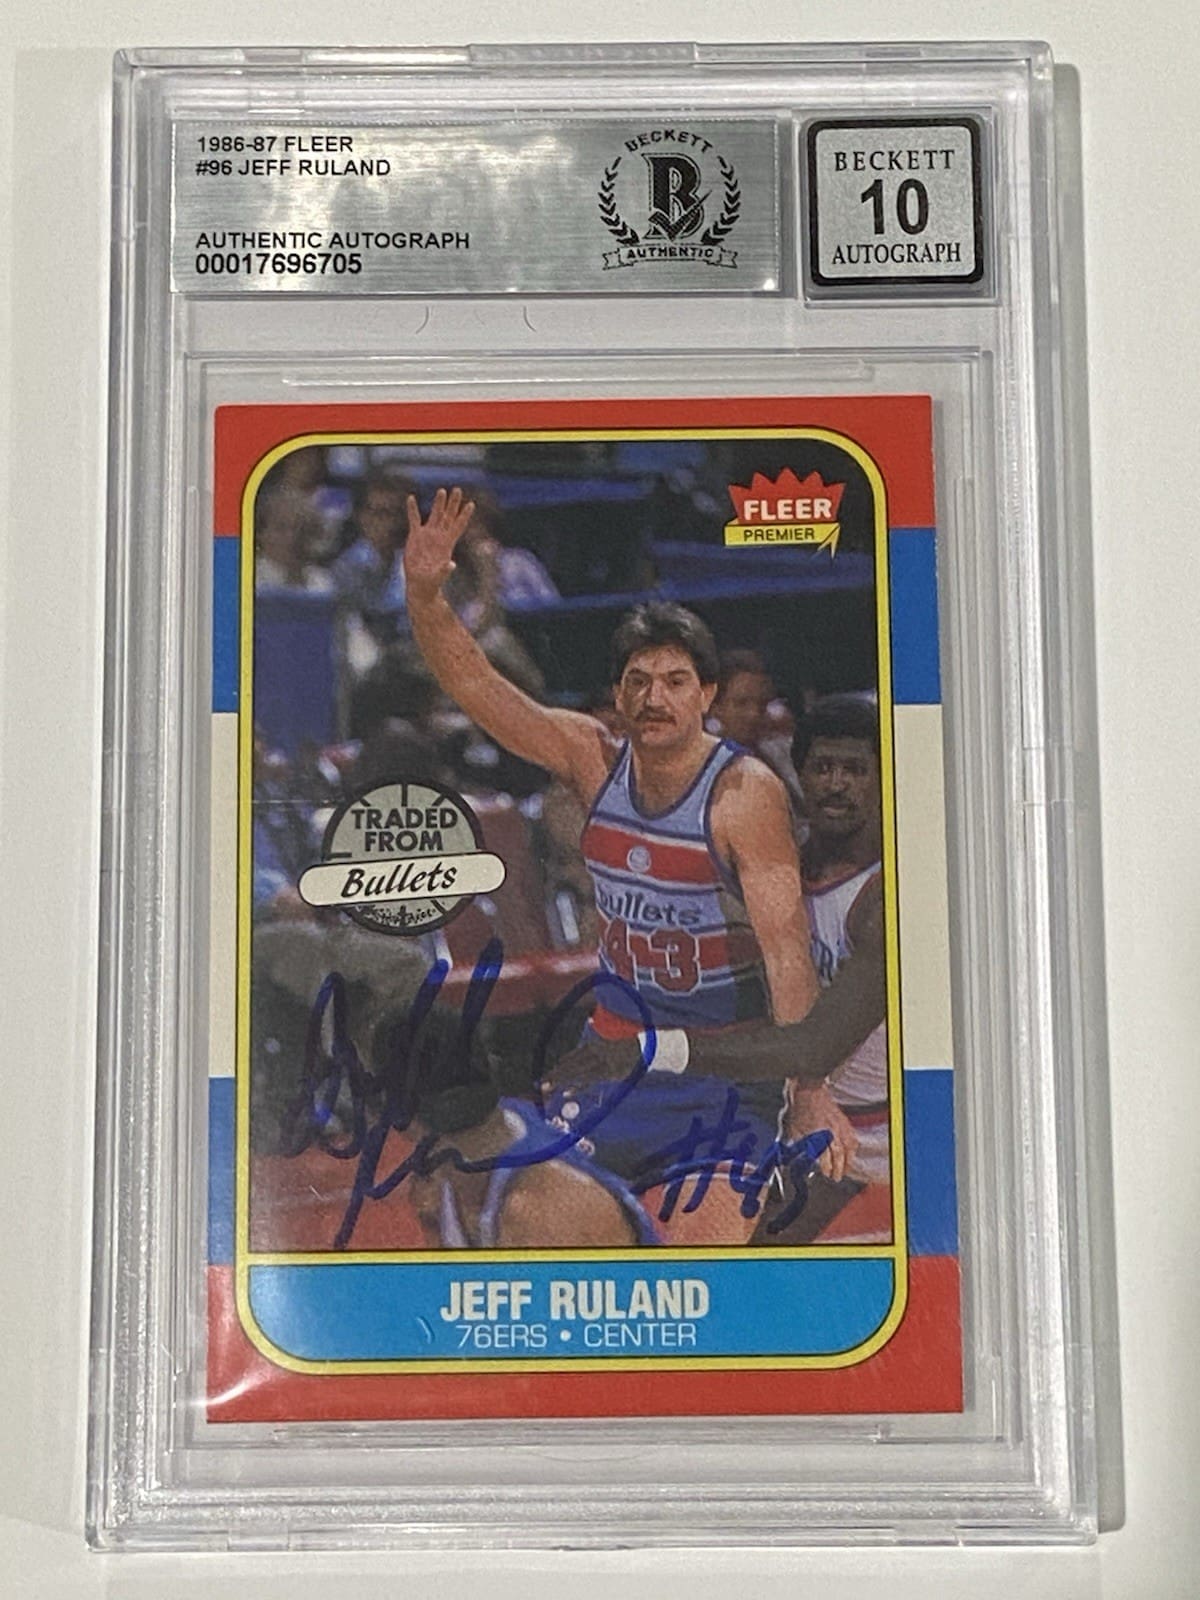 1986-87 FLEER
#96 JEFF RULAND
AUTHENTIC AUTOGRAPH
00017696705
BECKETT
B
AUTHENTIC
BECKETT
10
AUTOGRAPH
FLEER
PREMIER
TRADED
FROM
Bullets
Bullets
43
#43
JEFF RULAND
76ERS • CENTER